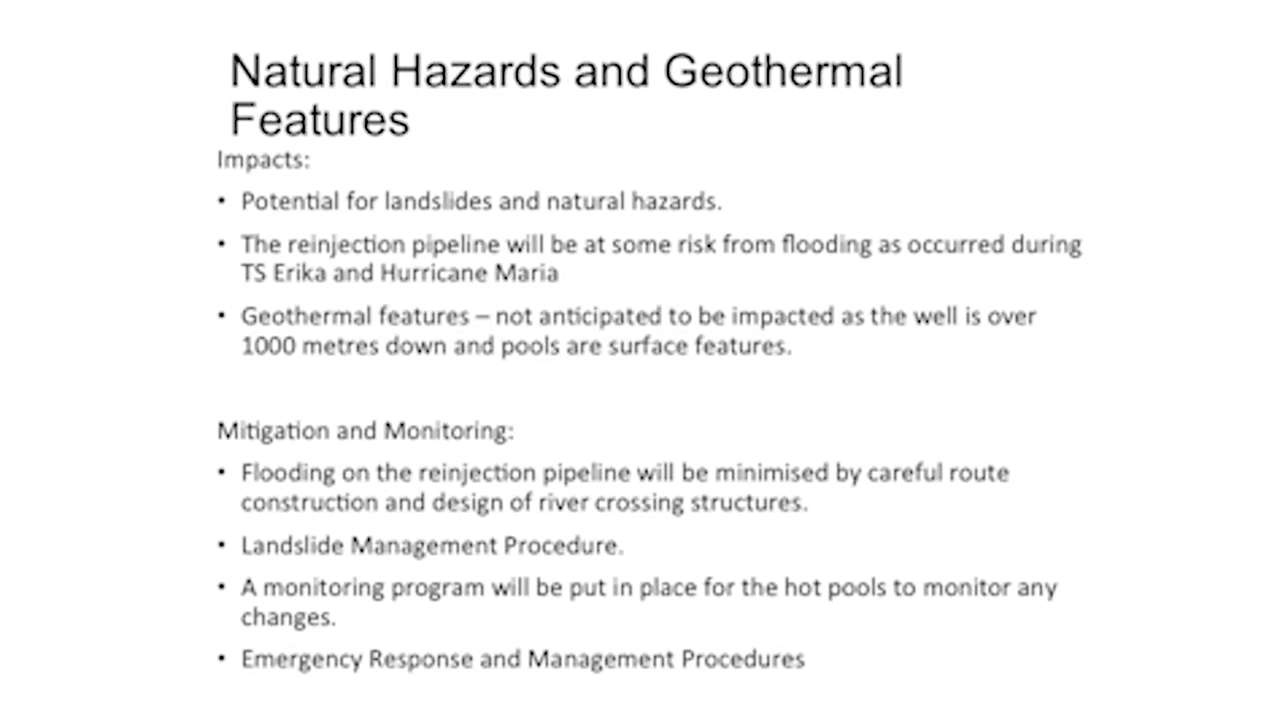 Natural Hazards and Geothermal
Features
Impacts:
• Potential for landslides and natural hazards.
• The reinjection pipeline will be at some risk from flooding as occurred during
TS Erika and Hurricane Maria
• Geothermal features – not anticipated to be impacted as the well is over
1000 metres down and pools are surface features.
Mitigation and Monitoring:
• Flooding on the reinjection pipeline will be minimised by careful route
construction and design of river crossing structures.
• Landslide Management Procedure.
• A monitoring program will be put in place for the hot pools to monitor any
changes.
• Emergency Response and Management Procedures